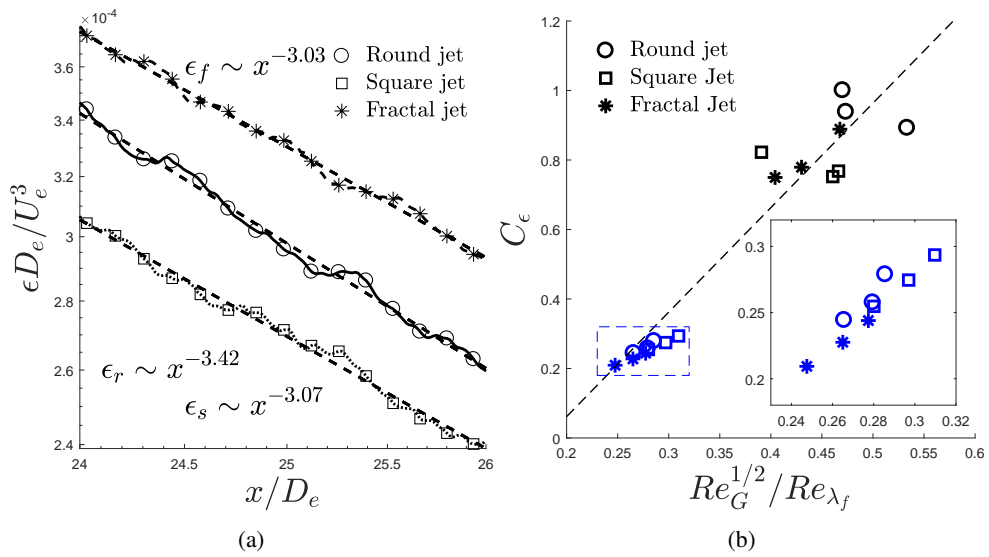 ×10⁻⁴
3.6
3.4
3.2
3
2.8
2.6
2.4
24
24.5
25
25.5
26
ϵD_e/U_e^3
x/D_e
ϵ_f ∼ x^{−3.03}
Round jet
Square jet
Fractal jet
ϵ_r ∼ x^{−3.42}
ϵ_s ∼ x^{−3.07}
(a)
1.2
1
0.8
0.6
0.4
0.2
0
0.2
0.25
0.3
0.35
0.4
0.45
0.5
0.55
0.6
C_ϵ
Re_G^{1/2}/Re_{λ_f}
Round jet
Square Jet
Fractal Jet
0.3
0.25
0.2
0.24
0.26
0.28
0.30
0.32
(b)